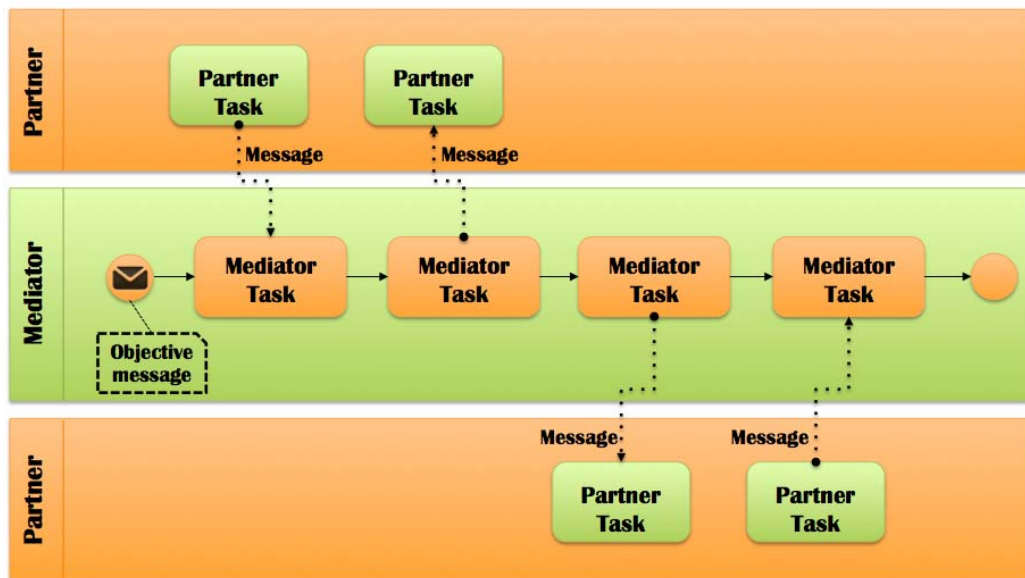 Partner
Partner
Task
Partner
Task
Message
Message
Mediator
Mediator
Task
Mediator
Task
Mediator
Task
Mediator
Task
Objective
message
Partner
Message
Message
Partner
Task
Partner
Task